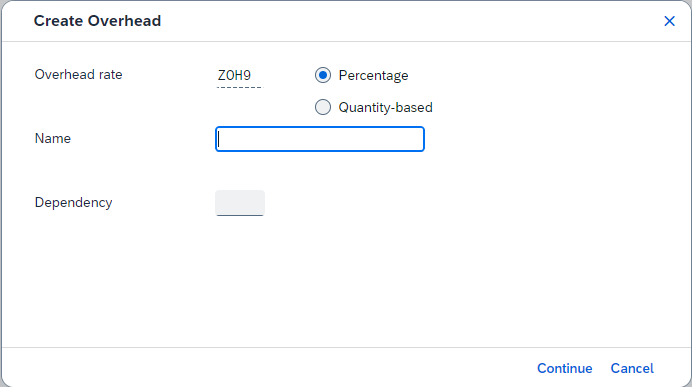 Create Overhead
Overhead rate ZOH9 Percentage
Quantity-based
Name
Dependency
Continue Cancel